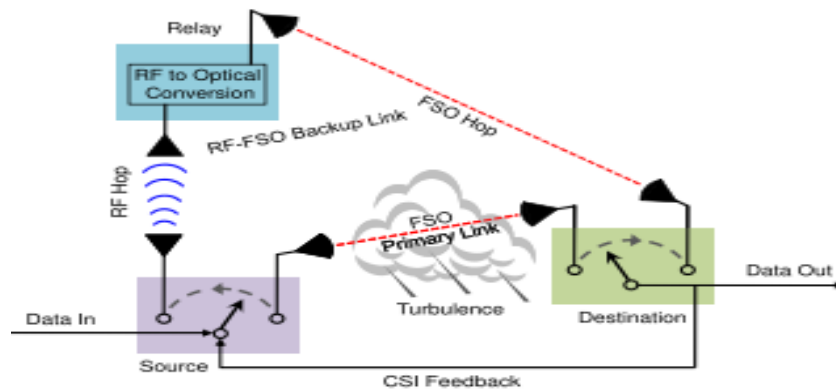 Relay
RF to Optical
Conversion
RF-FSO Backup Link
FSO Hop
RF Hop
FSO
Primary Link
Turbulence
Data In
Source
Data Out
Destination
CSI Feedback